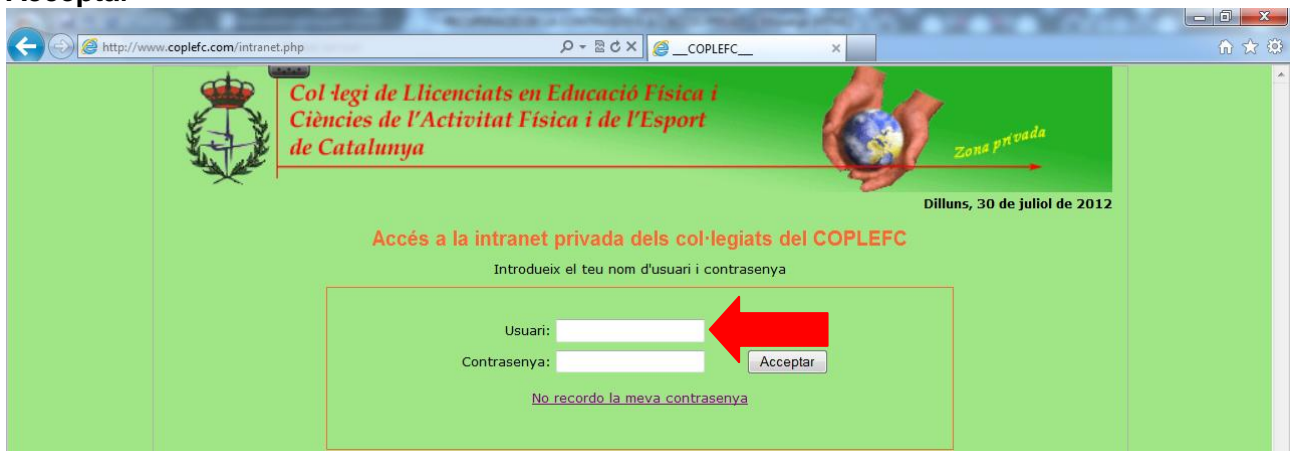 Acceptar
http://www.coplefc.com/intranet.php
__COPLEFC__
Col·legi de Llicenciats en Educació Física i
Ciències de l'Activitat Física i de l'Esport
de Catalunya
Zona privada
Dilluns, 30 de juliol de 2012
Accés a la intranet privada dels col·legiats del COPLEFC
Introdueix el teu nom d'usuari i contrasenya
Usuari:
Contrasenya:
Acceptar
No recordo la meva contrasenya